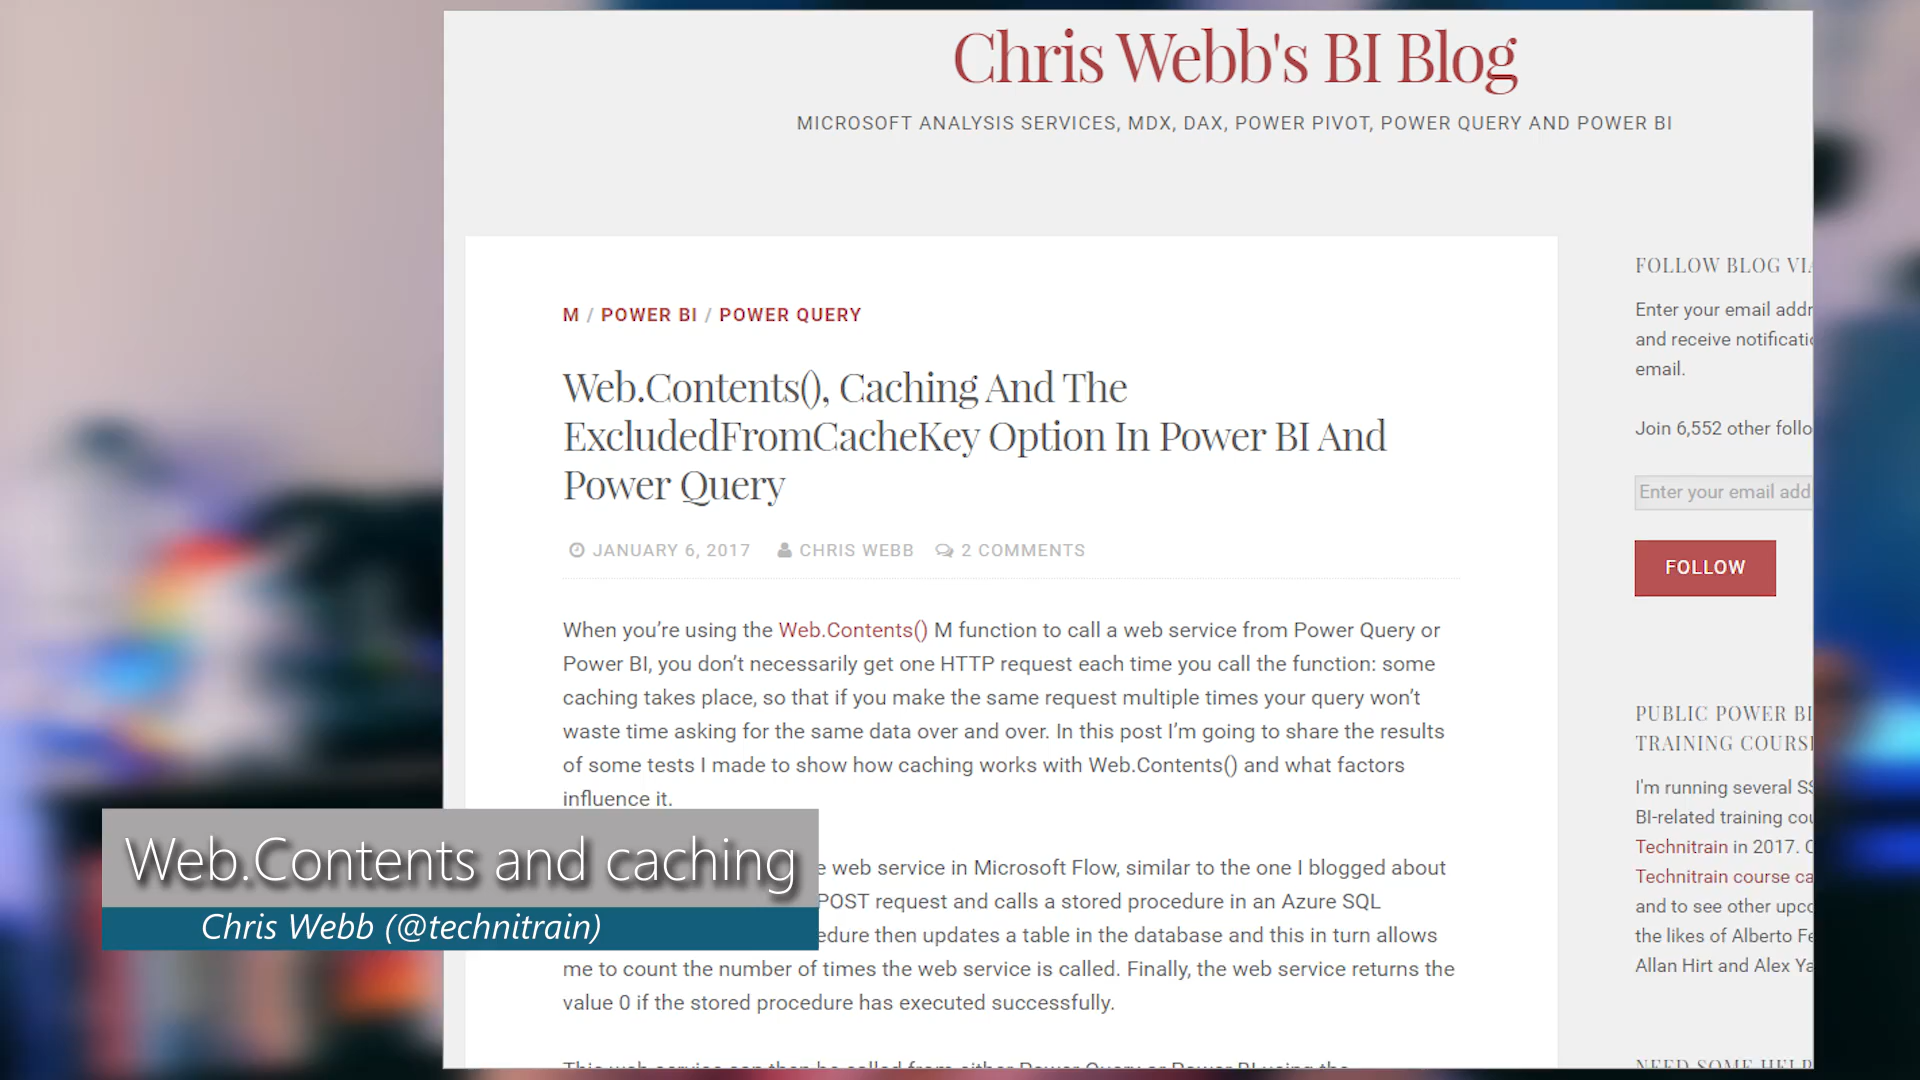 Chris Webb's BI Blog
MICROSOFT ANALYSIS SERVICES, MDX, DAX, POWER PIVOT, POWER QUERY AND POWER BI
M / POWER BI / POWER QUERY
Web.Contents(), Caching And The
ExcludedFromCacheKey Option In Power BI And
Power Query
JANUARY 6, 2017 CHRIS WEBB 2 COMMENTS
When you’re using the Web.Contents() M function to call a web service from Power Query or
Power BI, you don’t necessarily get one HTTP request each time you call the function: some
caching takes place, so that if you make the same request multiple times your query won’t
waste time asking for the same data over and over. In this post I’m going to share the results
of some tests I made to show how caching works with Web.Contents() and what factors
influence it.
web service in Microsoft Flow, similar to the one I blogged about
POST request and calls a stored procedure in an Azure SQL
then updates a table in the database and this in turn allows
me to count the number of times the web service is called. Finally, the web service returns the
value 0 if the stored procedure has executed successfully.
FOLLOW BLOG
Enter your email
and receive
email.
Join 6,552 other
Enter your email
FOLLOW
PUBLIC POWER BI
TRAINING
I'm running several
BI-related training
Technitrain in 2017.
Technitrain course
and to see other
the likes of Alberto
Allan Hirt and Alex
NEED SOME HELP
Web.Contents and caching
Chris Webb (@technitrain)